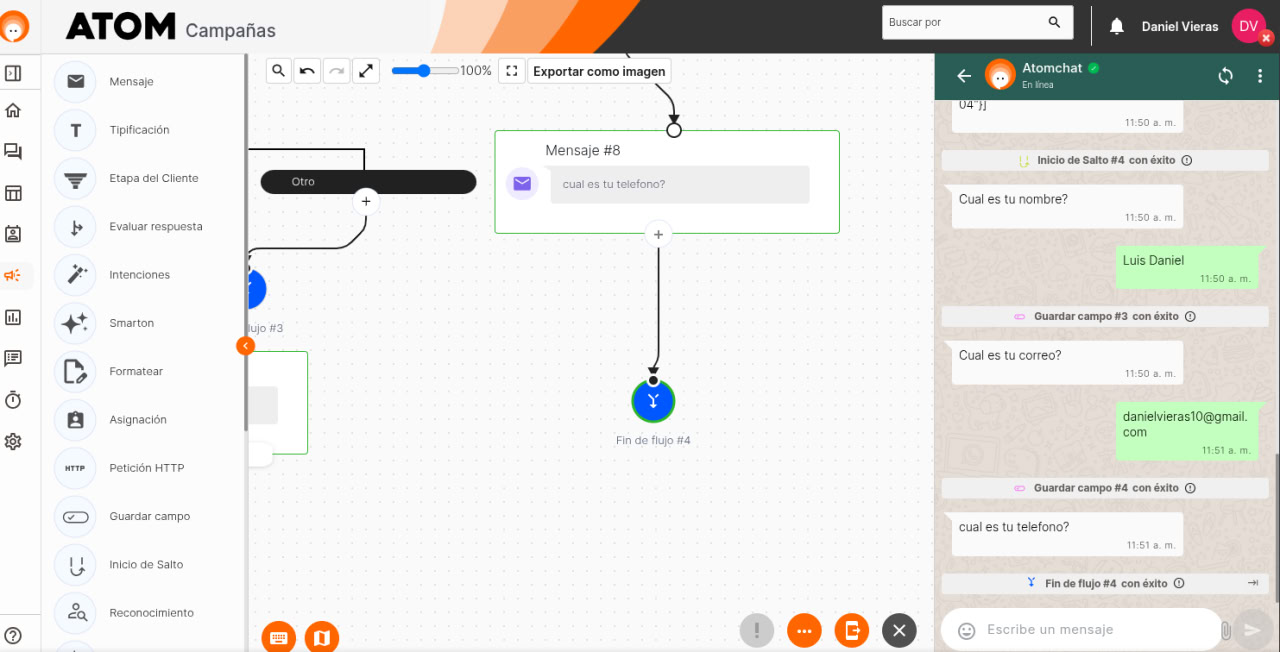 ATOM Campañas
Buscar por
Daniel Vieras
DV
Mensaje
Tipificación
Etapa del Cliente
Evaluar respuesta
Intenciones
Smarton
Formatear
Asignación
HTTP
Petición HTTP
Guardar campo
Inicio de Salto
Reconocimiento
100%
Exportar como imagen
Otro
lujo #3
Mensaje #8
cual es tu telefono?
Fin de flujo #4
Atomchat
En línea
04"}]
11:50 a. m.
Inicio de Salto #4 con éxito
Cual es tu nombre?
11:50 a. m.
Luis Daniel
11:50 a. m.
Guardar campo #3 con éxito
Cual es tu correo?
11:50 a. m.
danielvieras10@gmail.
com
11:51 a. m.
Guardar campo #4 con éxito
cual es tu telefono?
11:51 a. m.
Fin de flujo #4 con éxito
Escribe un mensaje